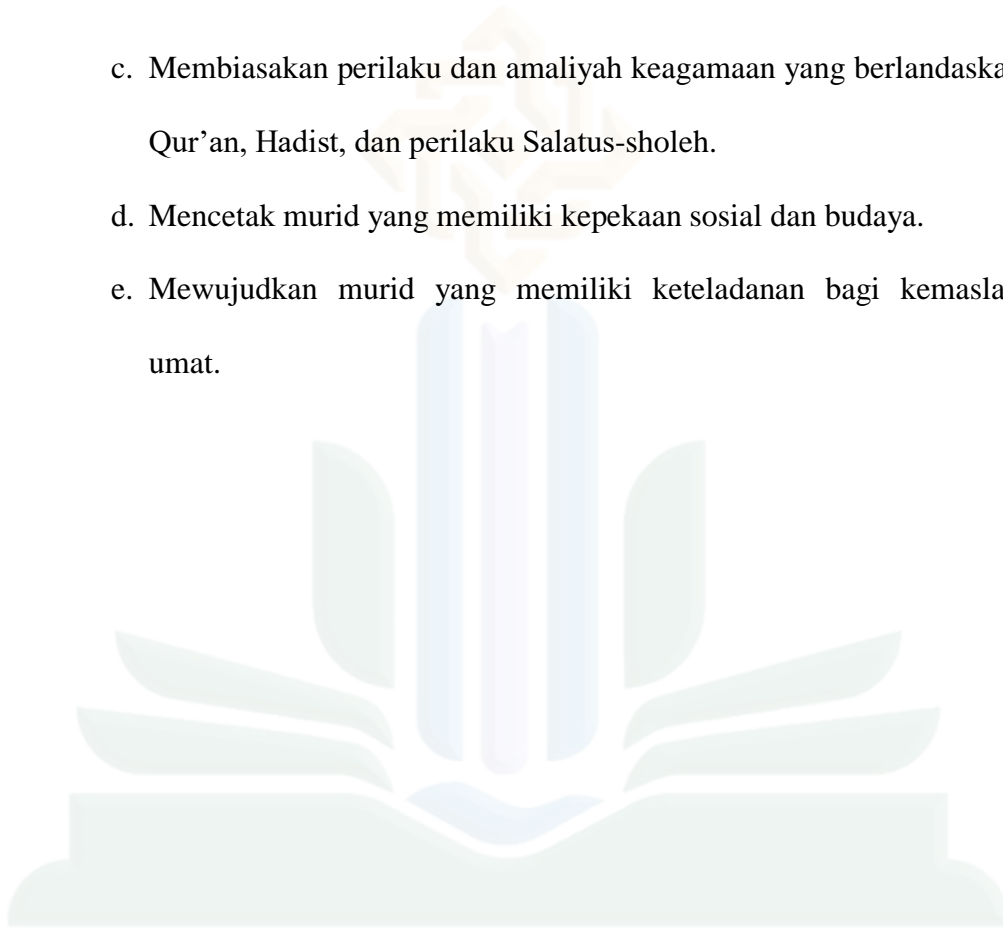 c. Membiasakan perilaku dan amaliyah keagamaan yang berlandaska
Qur’an, Hadist, dan perilaku Salatus-sholeh.
d. Mencetak murid yang memiliki kepekaan sosial dan budaya.
e. Mewujudkan murid yang memiliki keteladanan bagi kemasla
umat.